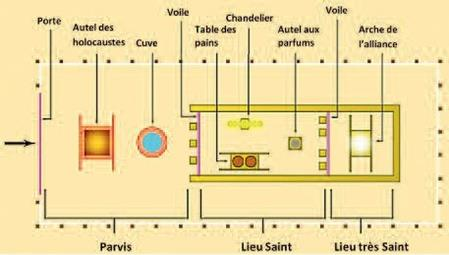 Porte
Autel des
holocaustes
Cuve
Voile
Table des
pains
Chandelier
Autel aux
parfums
Voile
Arche de
l'alliance
Parvis
Lieu Saint
Lieu très Saint